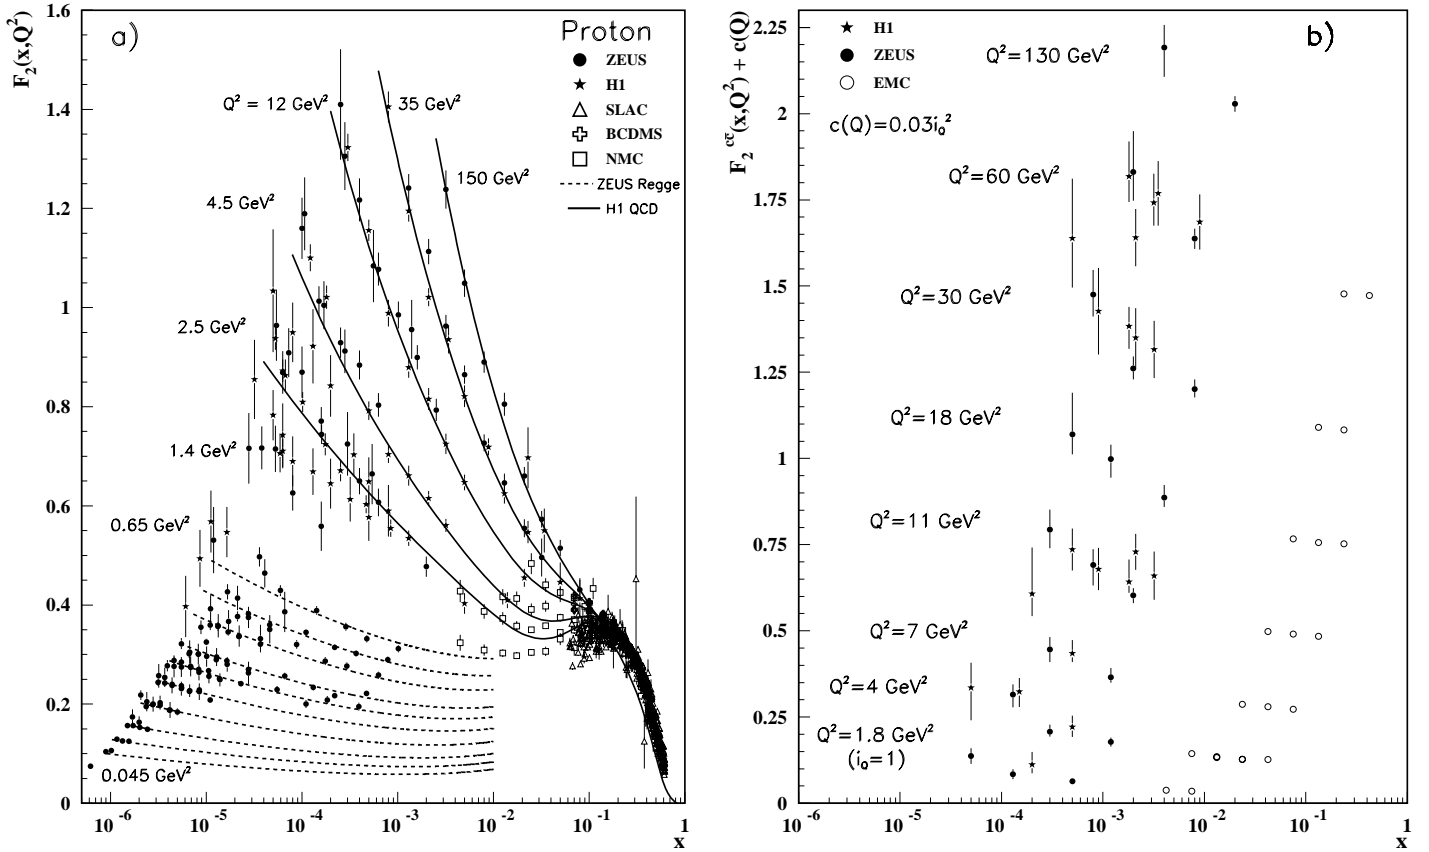 F₂(x,Q²)
1.6
1.4
1.2
1
0.8
0.6
0.4
0.2
0
a)
Proton
ZEUS
H1
SLAC
BCDMS
NMC
ZEUS Regge
H1 QCD
Q² = 12 GeV²
35 GeV²
150 GeV²
4.5 GeV²
2.5 GeV²
1.4 GeV²
0.65 GeV²
0.045 GeV²
10⁻⁶
10⁻⁵
10⁻⁴
10⁻³
10⁻²
10⁻¹
1
x
F₂ᶜᶜ̄(x,Q²) + c(Q)
2.25
2
1.75
1.5
1.25
1
0.75
0.5
0.25
0
H1
ZEUS
EMC
b)
c(Q)=0.03i_Q²
Q²=130 GeV²
Q²=60 GeV²
Q²=30 GeV²
Q²=18 GeV²
Q²=11 GeV²
Q²=7 GeV²
Q²=4 GeV²
Q²=1.8 GeV²
(i_Q=1)
10⁻⁶
10⁻⁵
10⁻⁴
10⁻³
10⁻²
10⁻¹
1
x